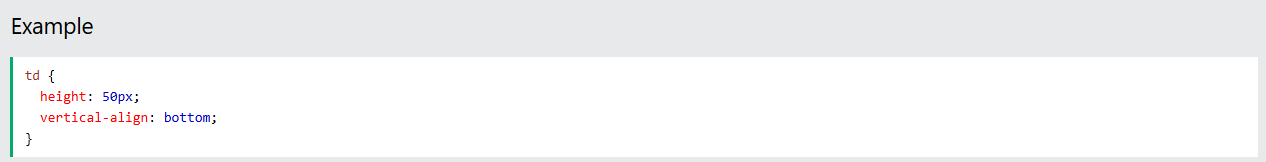 Example
td {
  height: 50px;
  vertical-align: bottom;
}